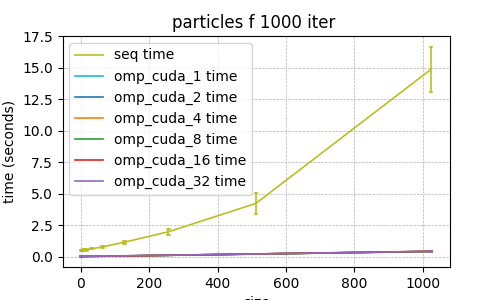 particles f 1000 iter
time (seconds)
17.5
15.0
12.5
10.0
7.5
5.0
2.5
0.0
seq time
omp_cuda_1 time
omp_cuda_2 time
omp_cuda_4 time
omp_cuda_8 time
omp_cuda_16 time
omp_cuda_32 time
0 200 400 600 800 1000
size